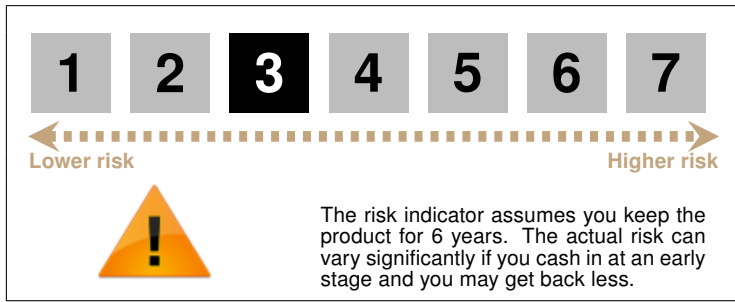 1 2 3 4 5 6 7
Lower risk Higher risk
!
The risk indicator assumes you keep the
product for 6 years. The actual risk can
vary significantly if you cash in at an early
stage and you may get back less.